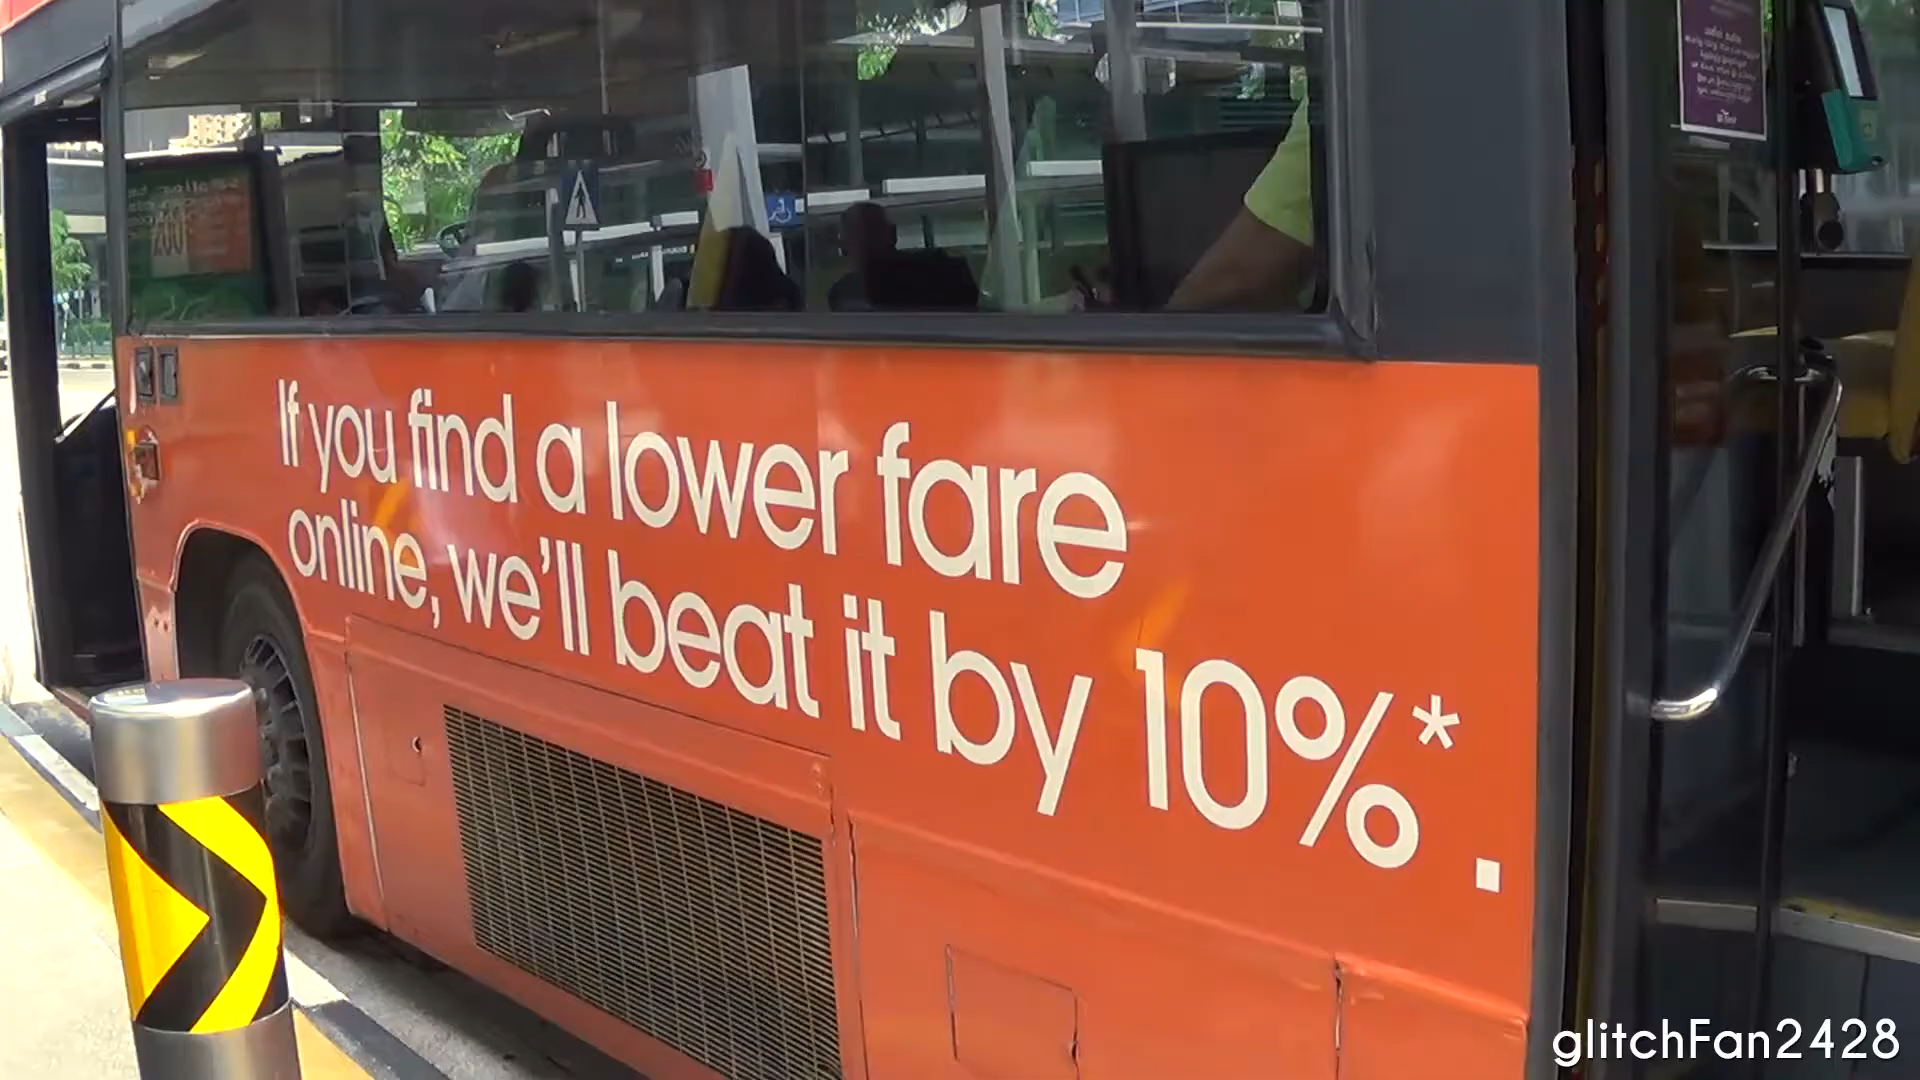 If you find a lower fare
online, we'll beat it by 10%*.
glitchFan2428